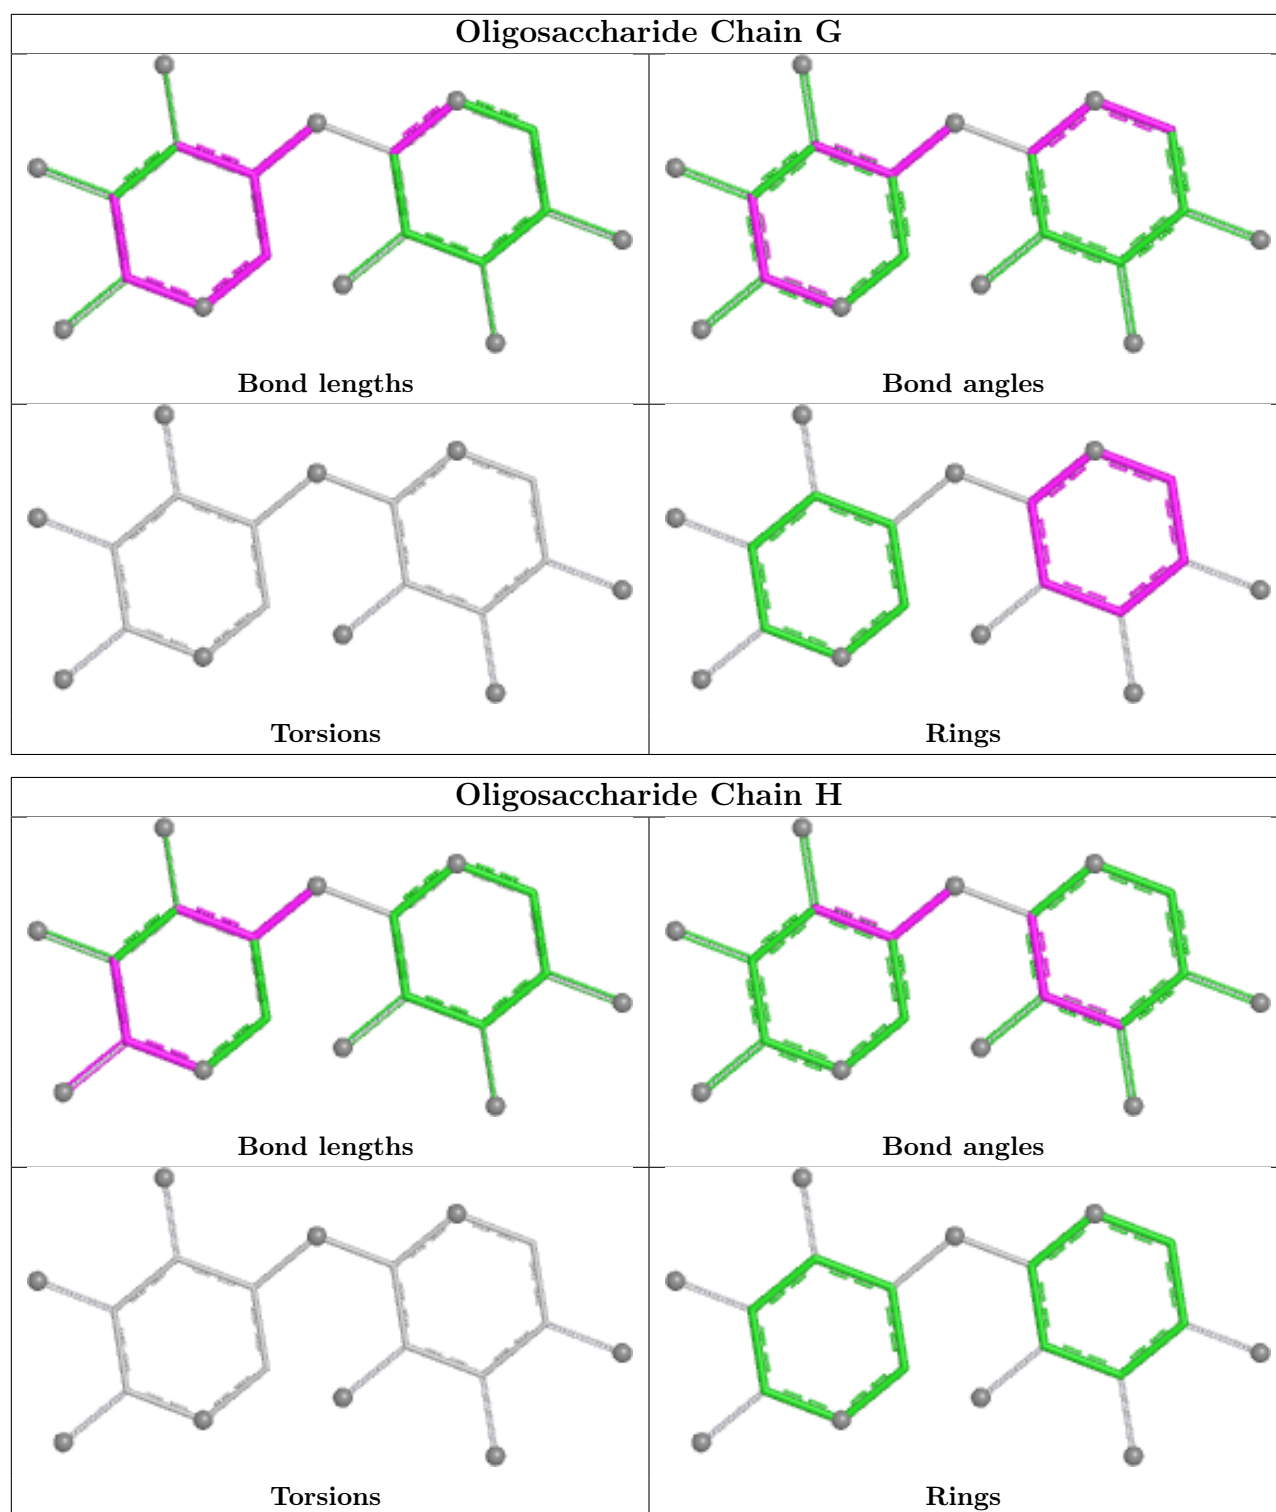 Oligosaccharide Chain G
Bond lengths
Bond angles
Torsions
Rings
Oligosaccharide Chain H
Bond lengths
Bond angles
Torsions
Rings